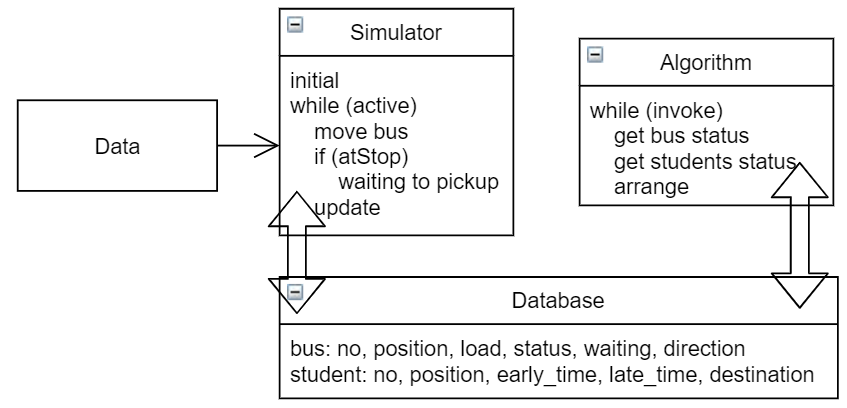 Data
Simulator
initial
while (active)
move bus
if (atStop)
waiting to pickup
update
Algorithm
while (invoke)
get bus status
get students status
arrange
Database
bus: no, position, load, status, waiting, direction
student: no, position, early_time, late_time, destination